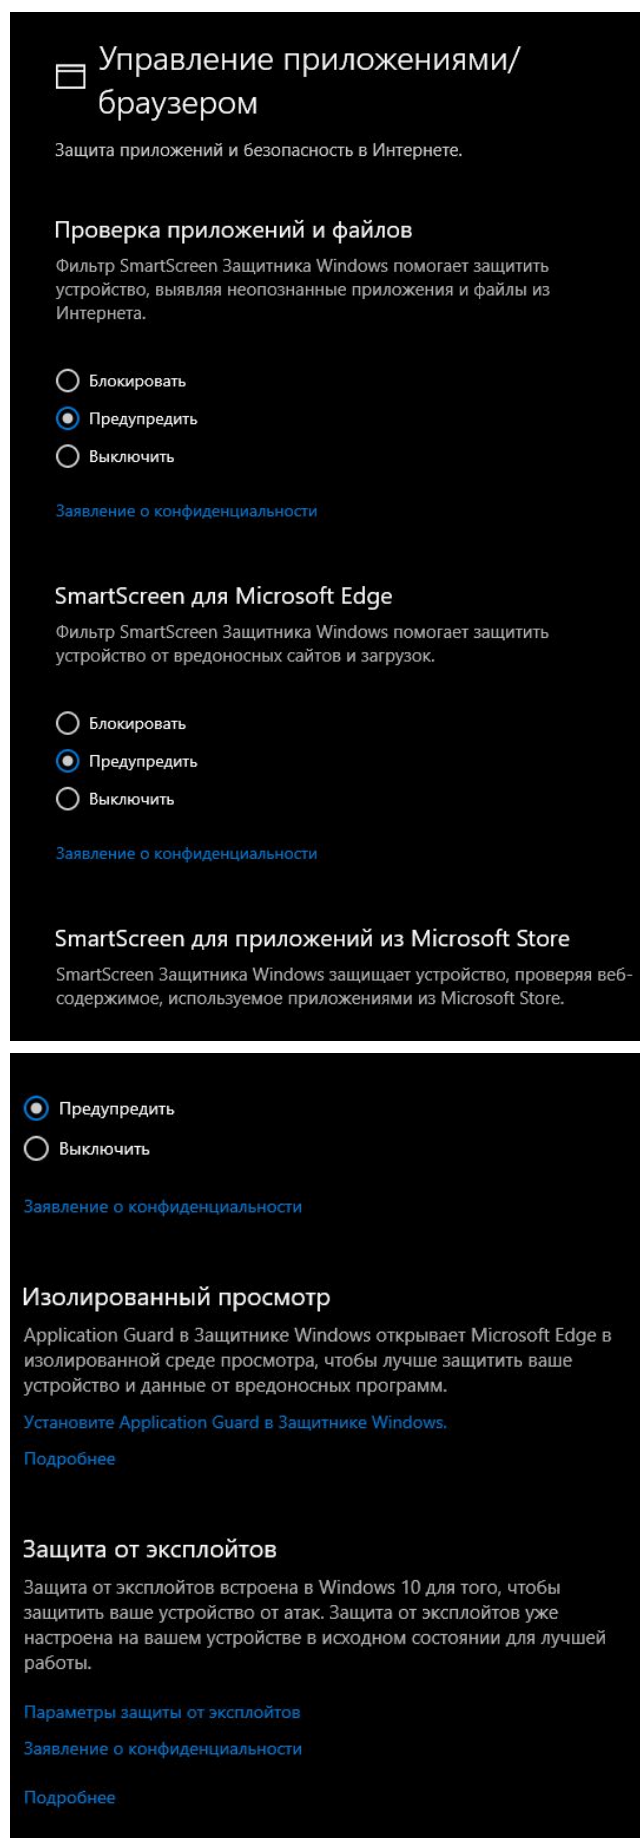 Управление приложениями/
браузером
Защита приложений и безопасность в Интернете.
Проверка приложений и файлов
Фильтр SmartScreen Защитника Windows помогает защитить
устройство, выявляя неопознанные приложения и файлы из
Интернета.
Блокировать
Предупредить
Выключить
Заявление о конфиденциальности
SmartScreen для Microsoft Edge
Фильтр SmartScreen Защитника Windows помогает защитить
устройство от вредоносных сайтов и загрузок.
Блокировать
Предупредить
Выключить
Заявление о конфиденциальности
SmartScreen для приложений из Microsoft Store
SmartScreen Защитника Windows защищает устройство, проверяя веб-
содержимое, используемое приложениями из Microsoft Store.
Предупредить
Выключить
Заявление о конфиденциальности
Изолированный просмотр
Application Guard в Защитнике Windows открывает Microsoft Edge в
изолированной среде просмотра, чтобы лучше защитить ваше
устройство и данные от вредоносных программ.
Установите Application Guard в Защитнике Windows.
Подробнее
Защита от эксплойтов
Защита от эксплойтов встроена в Windows 10 для того, чтобы
защитить ваше устройство от атак. Защита от эксплойтов уже
настроена на вашем устройстве в исходном состоянии для лучшей
работы.
Параметры защиты от эксплойтов
Заявление о конфиденциальности
Подробнее